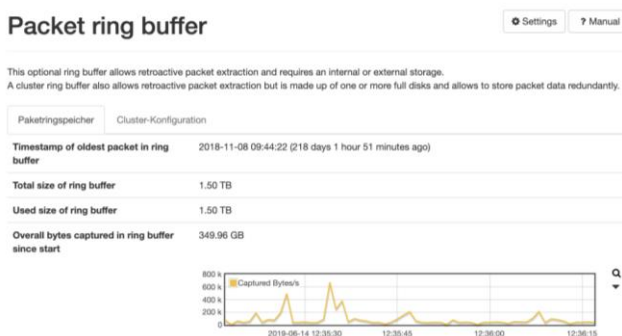 Packet ring buffer
Settings
? Manual
This optional ring buffer allows retroactive packet extraction and requires an internal or external storage.
A cluster ring buffer also allows retroactive packet extraction but is made up of one or more full disks and allows to store packet data redundantly.
Paketringspeicher
Cluster-Konfiguration
Timestamp of oldest packet in ring
buffer
2018-11-08 09:44:22 (218 days 1 hour 51 minutes ago)
Total size of ring buffer
1.50 TB
Used size of ring buffer
1.50 TB
Overall bytes captured in ring buffer
since start
349.96 GB
800 k
600 k
400 k
200 k
0
Captured Bytes/s
2019-06-14 12:35:30
12:35:45
12:36:00
12:36:15